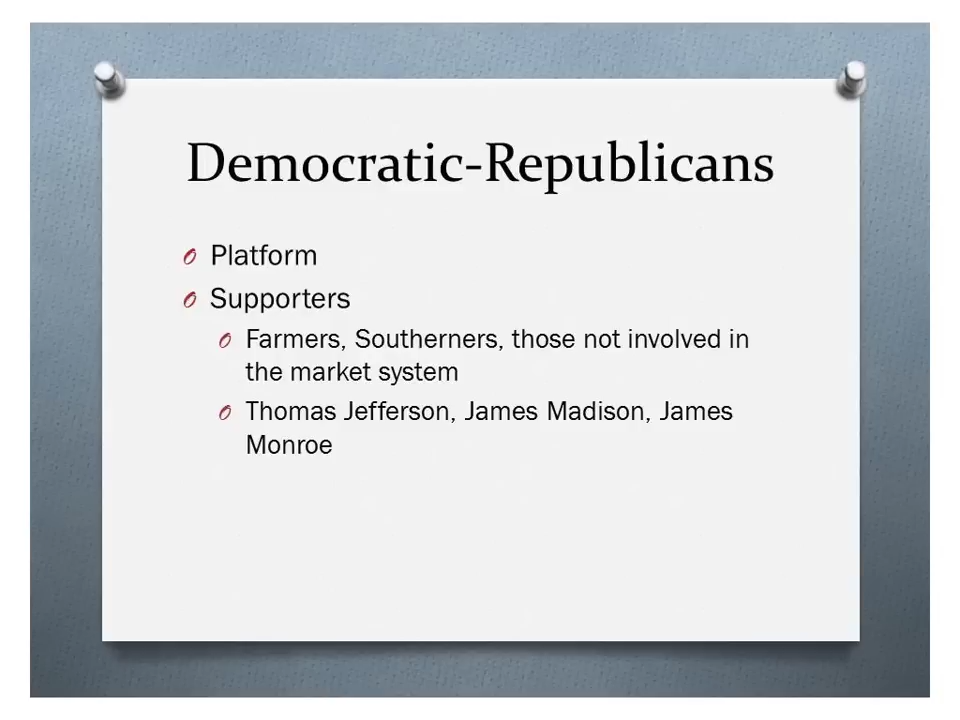 Democratic-Republicans
Platform
Supporters
Farmers, Southerners, those not involved in
the market system
Thomas Jefferson, James Madison, James
Monroe